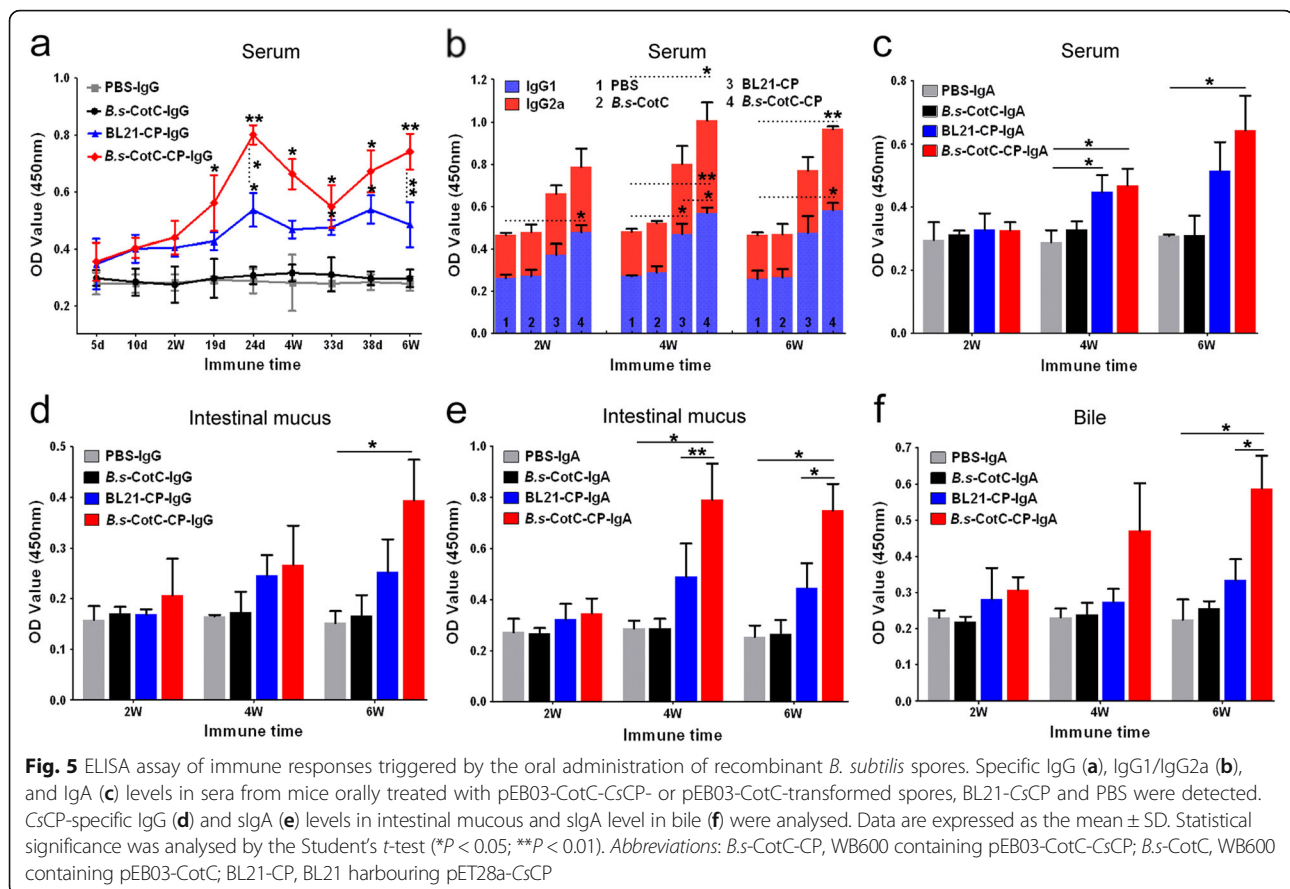 a
Serum
PBS-IgG
B.s-CotC-IgG
BL21-CP-IgG
B.s-CotC-CP-IgG
OD Value (450nm)
1.0
0.8
0.6
0.4
0.2
** * * * * * * * ** **
5d 10d 2W 19d 24d 4W 33d 38d 6W
Immune time
b
Serum
IgG1 1 PBS 3 BL21-CP
IgG2a 2 B.s-CotC 4 B.s-CotC-CP
OD Value (450nm)
1.2
1.0
0.8
0.6
0.4
0.2
0.0
* * ** * * ** *
1 2 3 4 1 2 3 4 1 2 3 4
2W 4W 6W
Immune time
c
Serum
PBS-IgA
B.s-CotC-IgA
BL21-CP-IgA
B.s-CotC-CP-IgA
OD Value (450nm)
0.8
0.6
0.4
0.2
0.0
* * *
2W 4W 6W
Immune time
d
Intestinal mucus
PBS-IgG
B.s-CotC-IgG
BL21-CP-IgG
B.s-CotC-CP-IgG
OD Value (450nm)
0.5
0.4
0.3
0.2
0.1
0.0
*
2W 4W 6W
Immune time
e
Intestinal mucus
PBS-IgA
B.s-CotC-IgA
BL21-CP-IgA
B.s-CotC-CP-IgA
OD Value (450nm)
1.0
0.8
0.6
0.4
0.2
0.0
* ** * *
2W 4W 6W
Immune time
f
Bile
PBS-IgA
B.s-CotC-IgA
BL21-CP-IgA
B.s-CotC-CP-IgA
OD Value (450nm)
0.7
0.6
0.5
0.4
0.3
0.2
0.1
0.0
* *
2W 4W 6W
Immune time
Fig. 5 ELISA assay of immune responses triggered by the oral administration of recombinant B. subtilis spores. Specific IgG (a), IgG1/IgG2a (b),
and IgA (c) levels in sera from mice orally treated with pEB03-CotC-CsCP- or pEB03-CotC-transformed spores, BL21-CsCP and PBS were detected.
CsCP-specific IgG (d) and sIgA (e) levels in intestinal mucous and sIgA level in bile (f) were analysed. Data are expressed as the mean ± SD. Statistical
significance was analysed by the Student's t-test (*P < 0.05; **P < 0.01). Abbreviations: B.s-CotC-CP, WB600 containing pEB03-CotC-CsCP; B.s-CotC, WB600
containing pEB03-CotC; BL21-CP, BL21 harbouring pET28a-CsCP